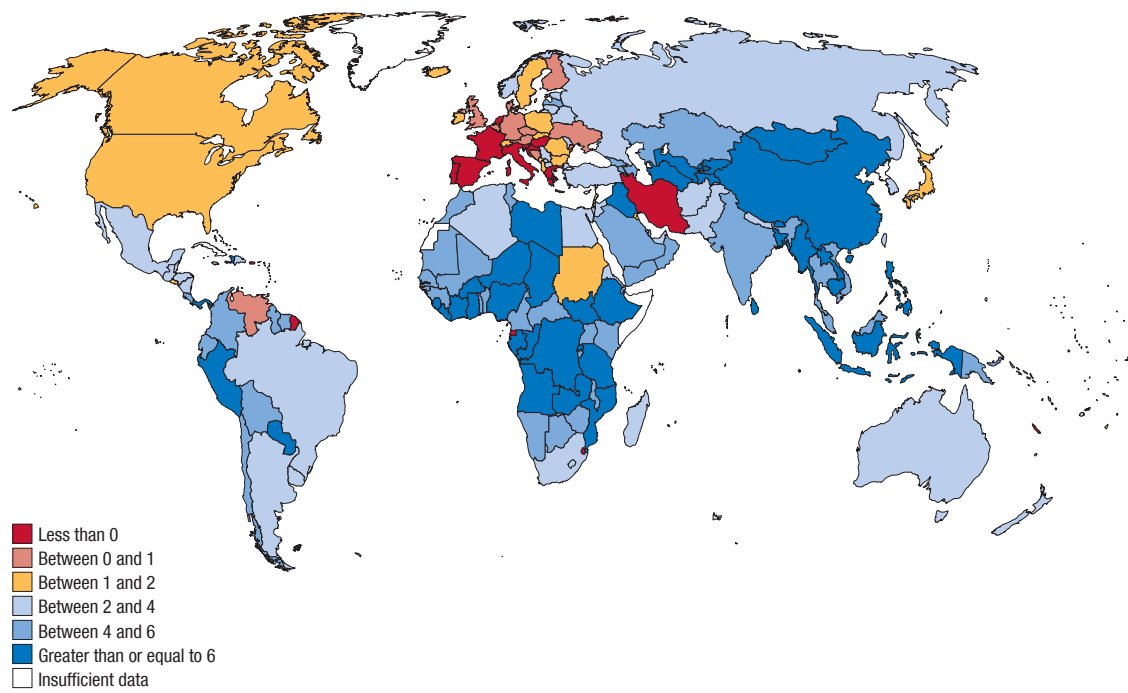 Less than 0
Between 0 and 1
Between 1 and 2
Between 2 and 4
Between 4 and 6
Greater than or equal to 6
Insufficient data